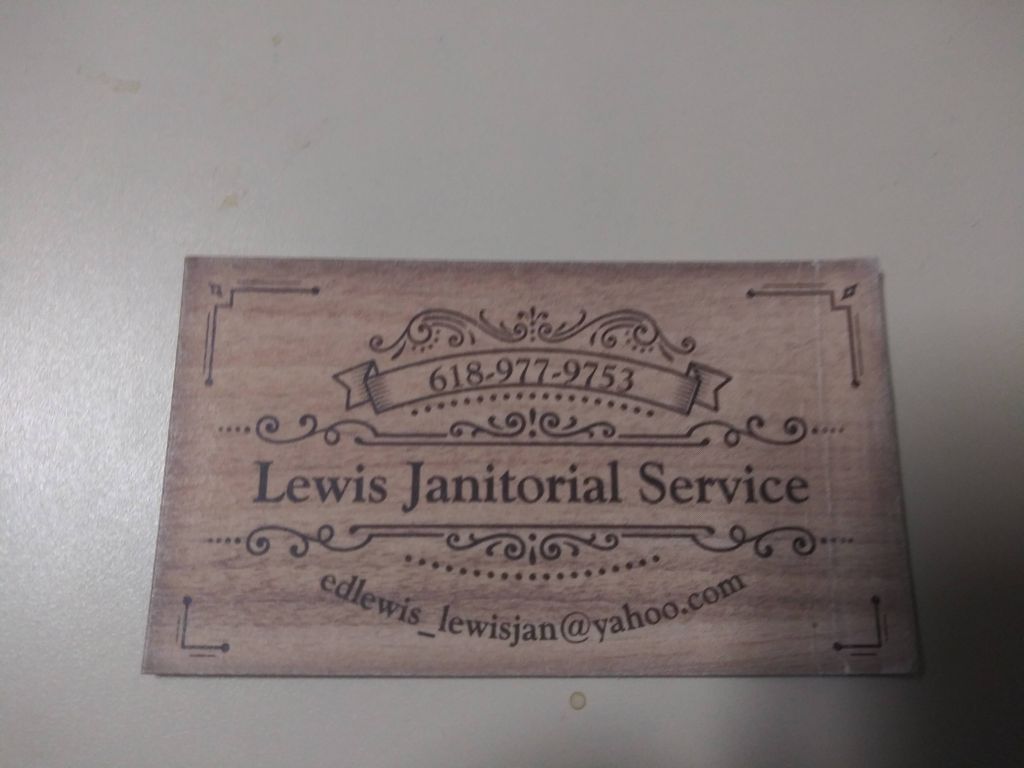 618-977-9753
Lewis Janitorial Service
edlewis_lewisjan@yahoo.com